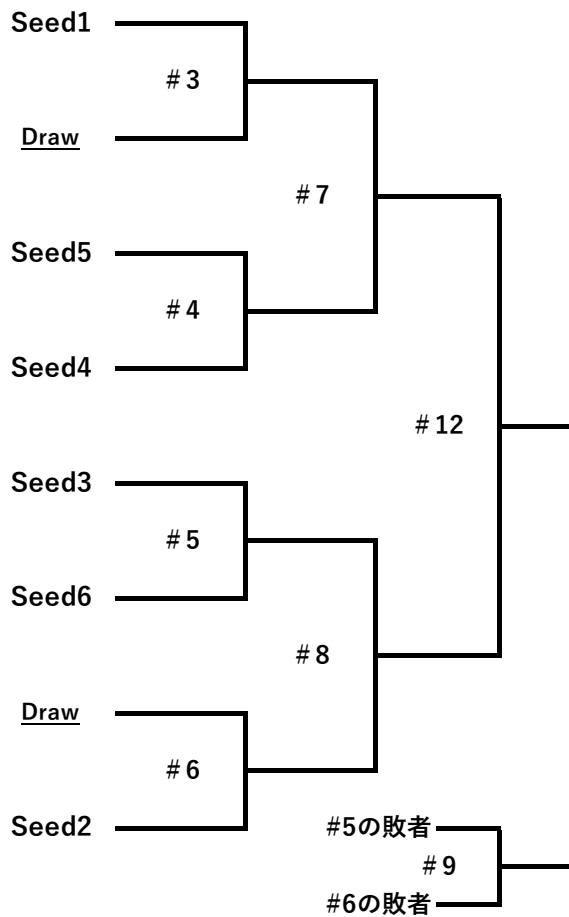 Seed1
#3
Draw
#7
Seed5
#4
Seed4
#12
Seed3
#5
Seed6
#8
Draw
#6
Seed2
#5の敗者
#9
#6の敗者